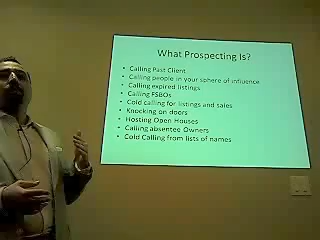 What Prospecting Is?
• Calling Past Client
• Calling people in your sphere of influence
• Calling expired listings
• Calling FSBOs
• Cold calling for listings and sales
• Knocking on doors
• Hosting Open Houses
• Calling absented Owners
• Cold Calling from lists of names